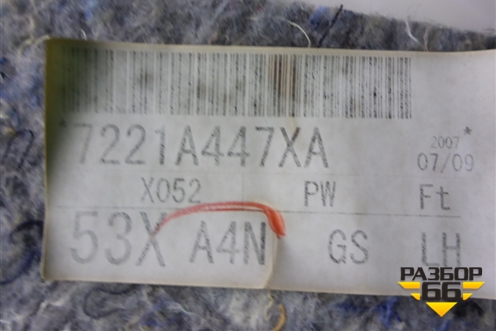 *7221A447XA*
2007
07/09
X052 PW Ft
53X A4N GS LH
РАЗБОР
66